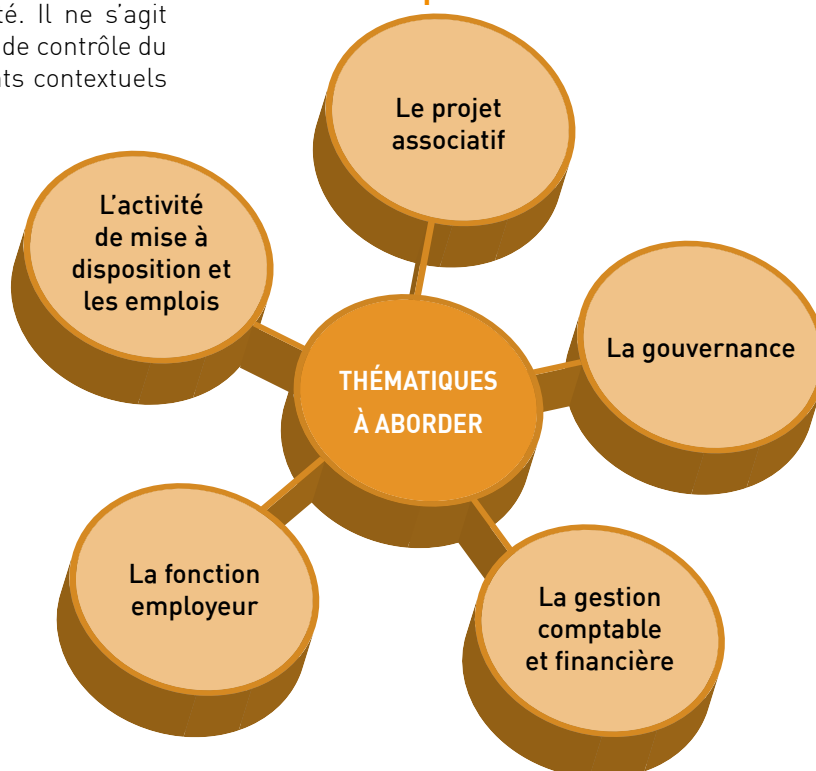 té. Il ne s’agit
de contrôle du
ts contextuels
Le projet
associatif
L’activité
de mise à
disposition et
les emplois
La gouvernance
THÉMATIQUES
À ABORDER
La fonction
employeur
La gestion
comptable
et financière